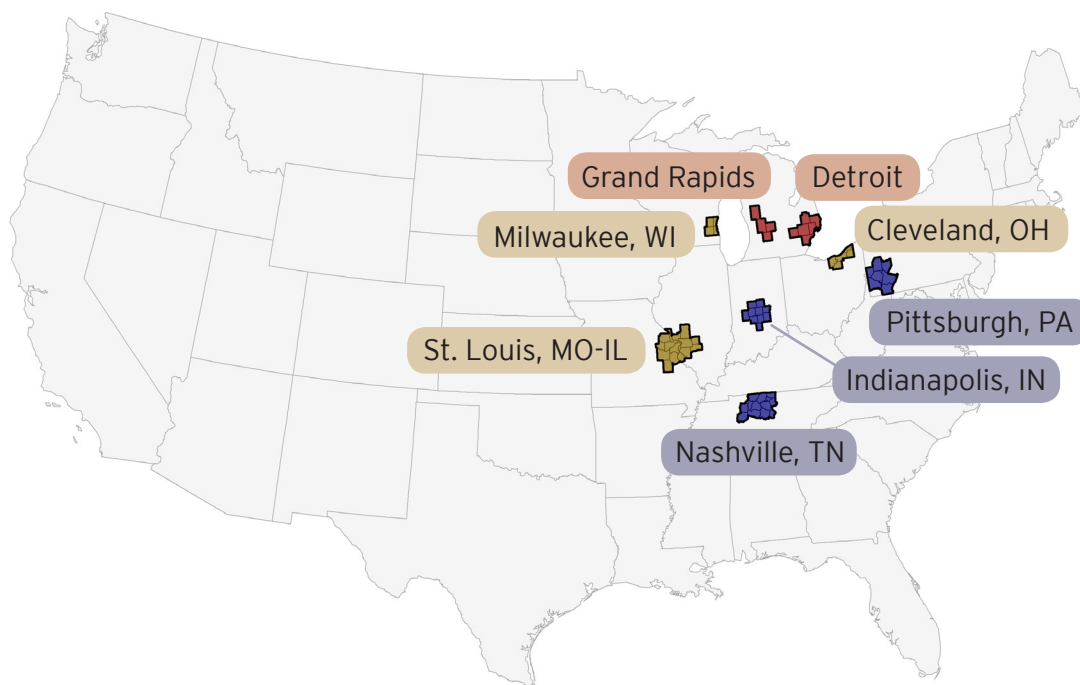 Grand Rapids
Detroit
Milwaukee, WI
Cleveland, OH
Pittsburgh, PA
St. Louis, MO-IL
Indianapolis, IN
Nashville, TN